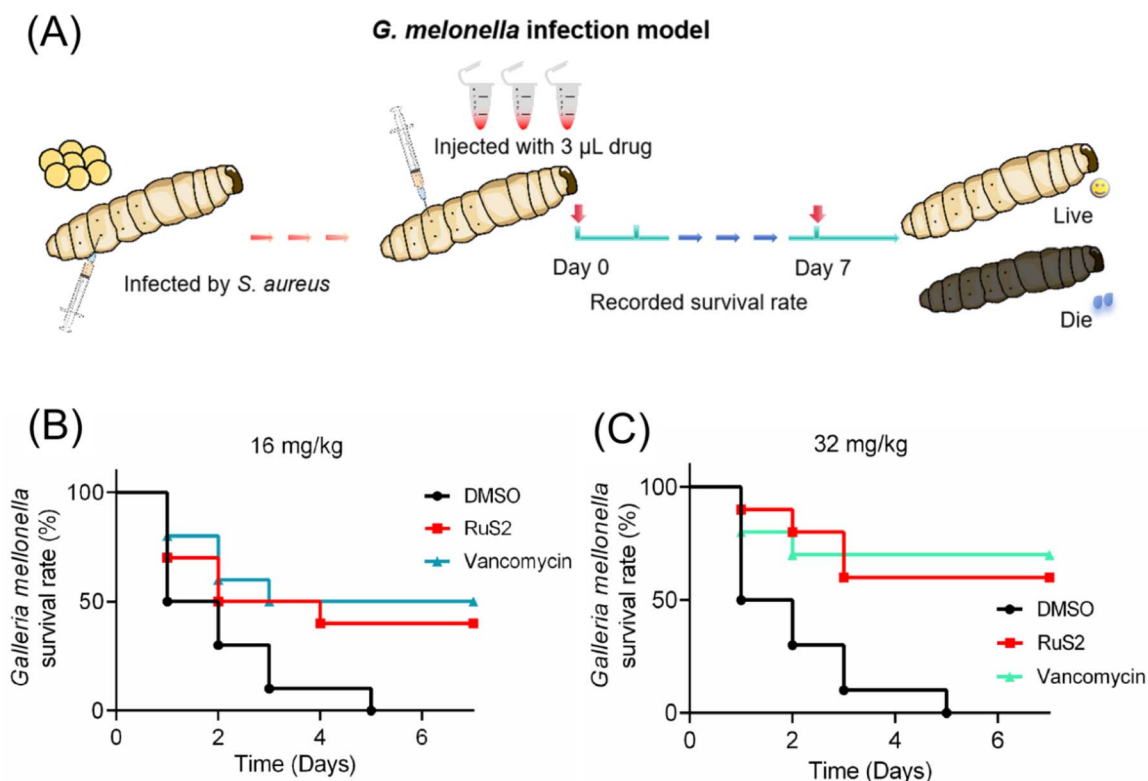 (A)
G. melonella infection model
Injected with 3 µL drug
Infected by S. aureus
Day 0
Day 7
Recorded survival rate
Live
Die
(B)
16 mg/kg
Galleria mellonella
survival rate (%)
100
50
0
DMSO
RuS2
Vancomycin
0
2
4
6
Time (Days)
(C)
32 mg/kg
Galleria mellonella
survival rate (%)
100
50
0
DMSO
RuS2
Vancomycin
0
2
4
6
Time (Days)